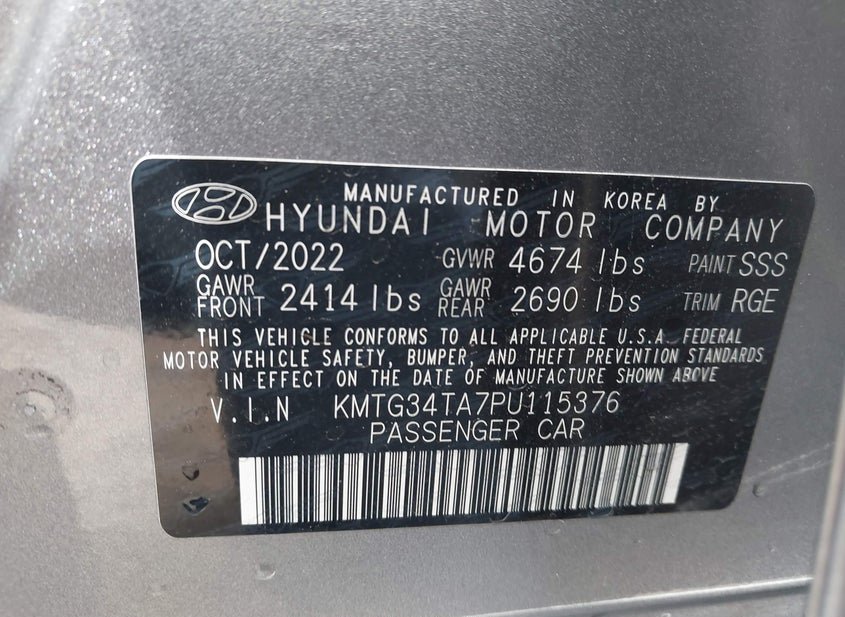 MANUFACTURED IN KOREA BY
HYUNDAI MOTOR COMPANY
OCT/2022 GVWR 4674 lbs PAINT SSS
GAWR FRONT 2414 lbs GAWR REAR 2690 lbs TRIM RGE
THIS VEHICLE CONFORMS TO ALL APPLICABLE U.S.A. FEDERAL
MOTOR VEHICLE SAFETY, BUMPER, AND THEFT PREVENTION STANDARDS
IN EFFECT ON THE DATE OF MANUFACTURE SHOWN ABOVE
V.I.N KMTG34TA7PU115376
PASSENGER CAR